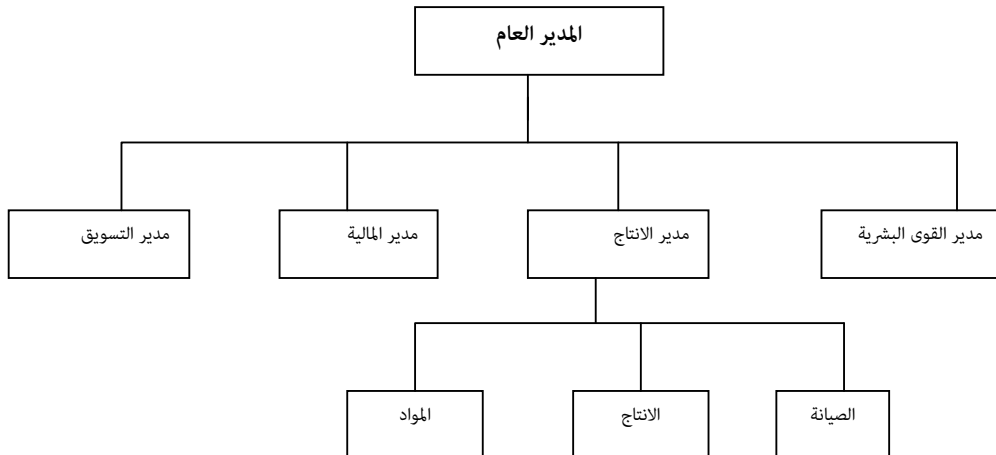 المدير العام
مدير القوى البشرية
مدير الانتاج
مدير المالية
مدير التسويق
الصيانة
الانتاج
المواد